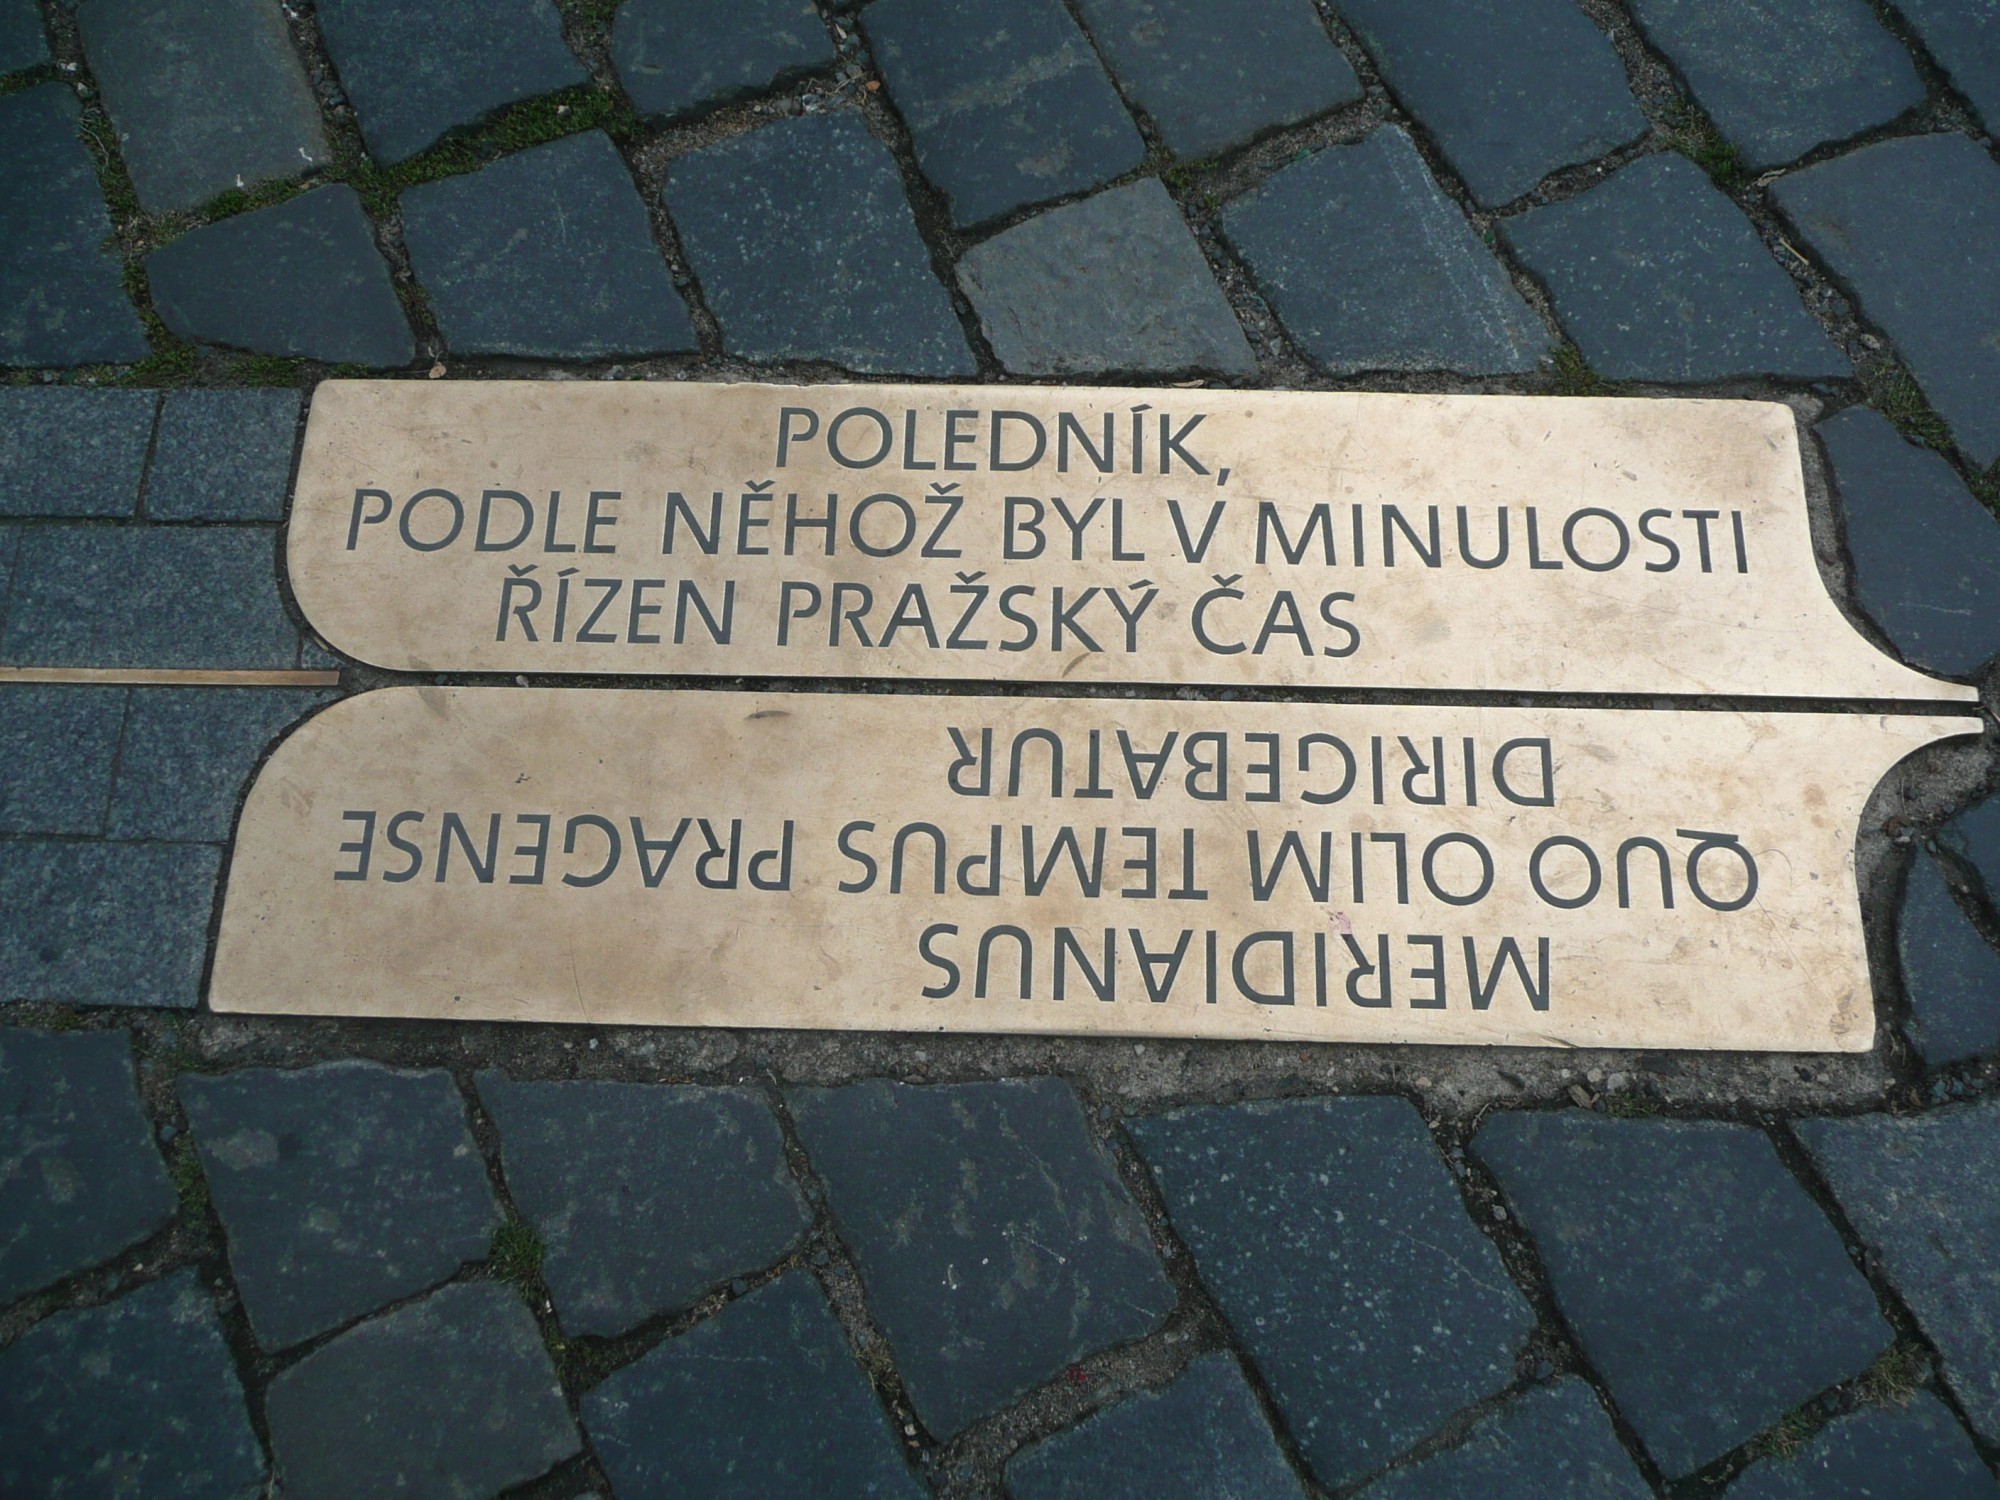 POLEDNÍK,
PODLE NĚHOŽ BYL V MINULOSTI
ŘÍZEN PRAŽSKÝ ČAS
MERIDIANUS
QUO OLIM TEMPUS PRAGENSE
DIRIGEBATUR